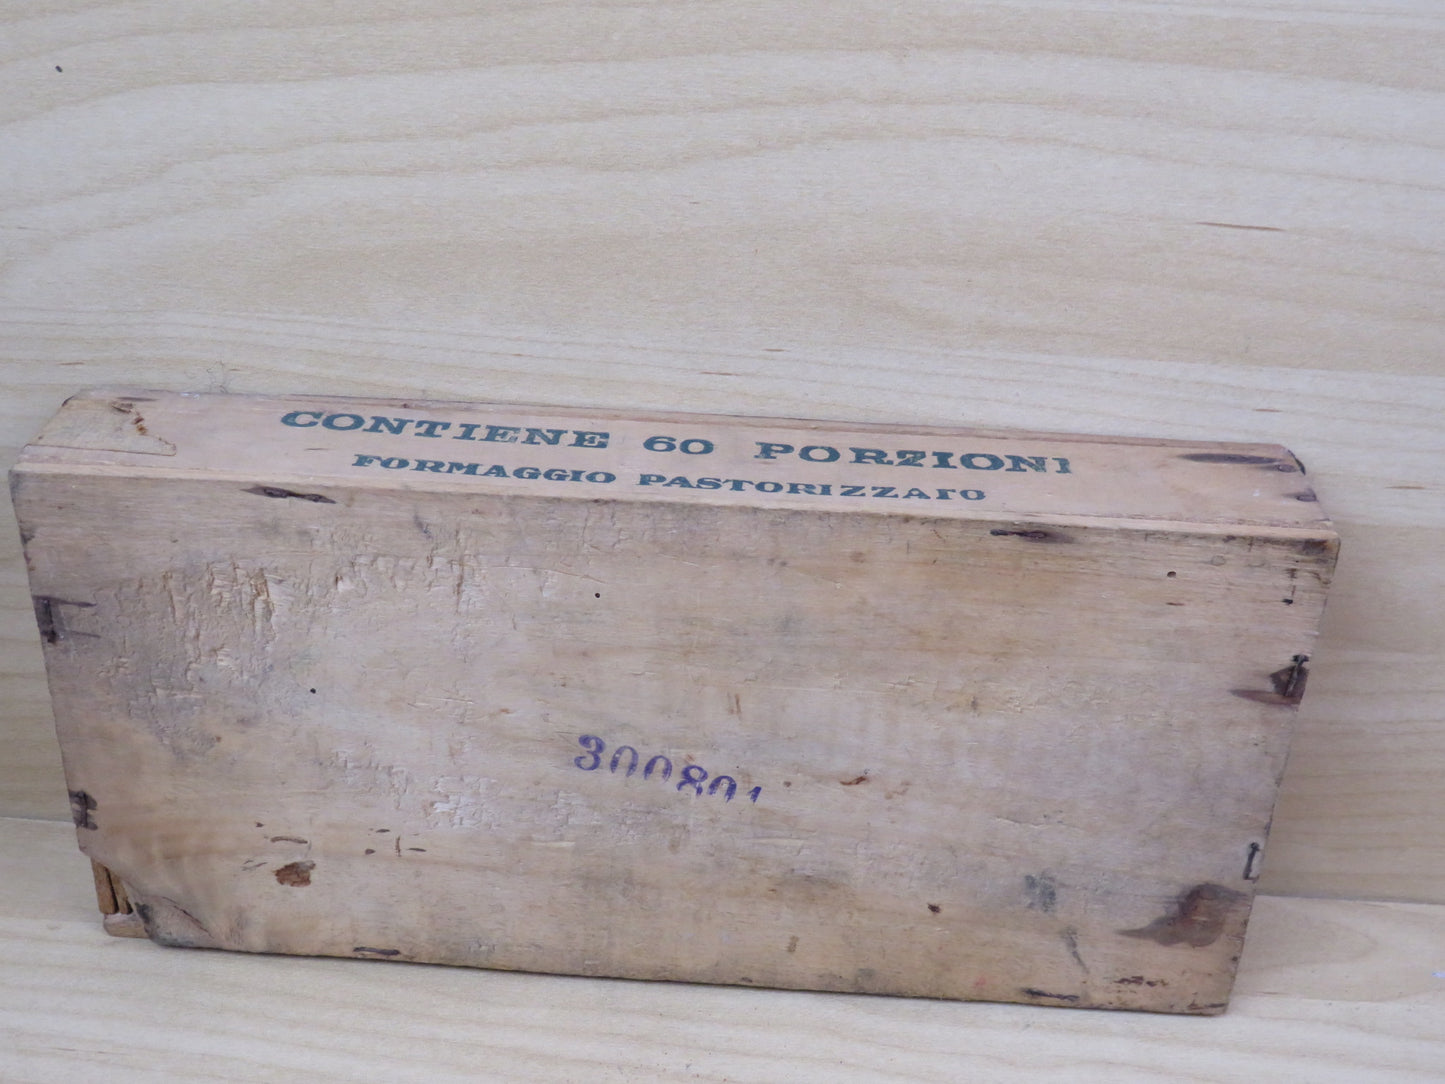 CONTIENE 60 PORZIONI
FORMAGGIO PASTORIZZATO
300801